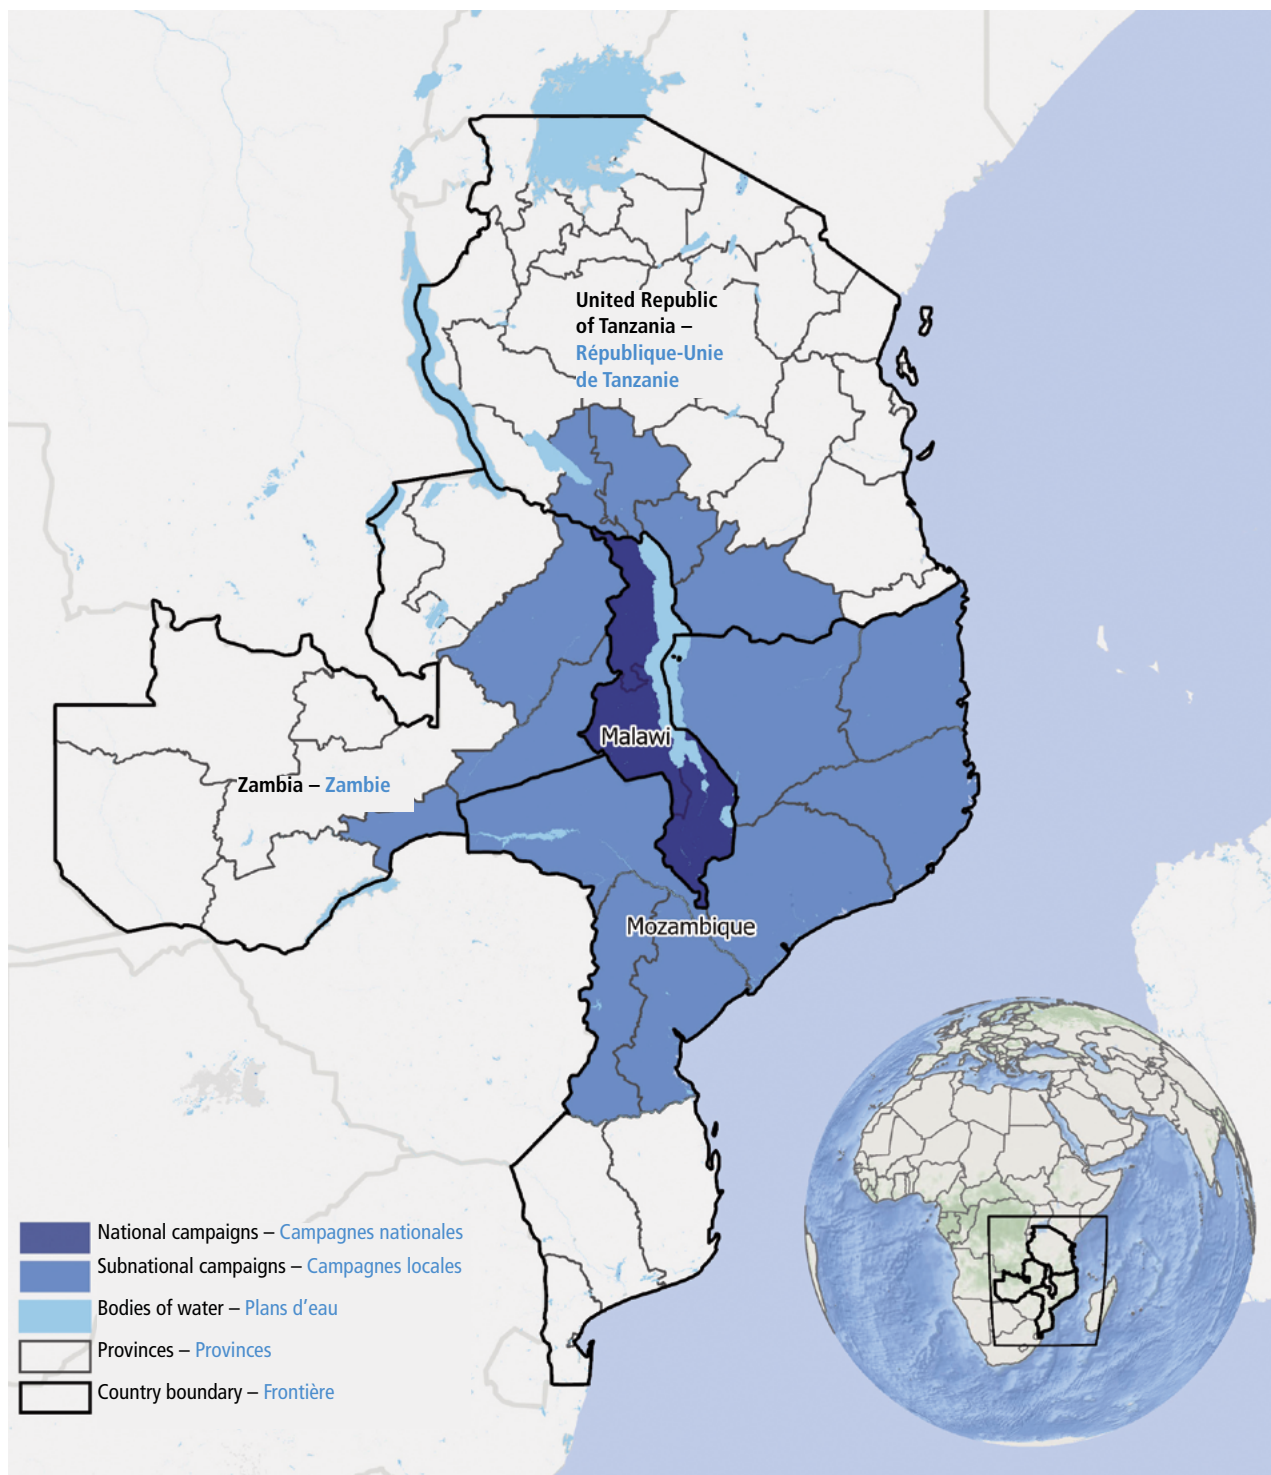 United Republic
of Tanzania –
République-Unie
de Tanzanie
Malawi
Zambia – Zambie
Mozambique
National campaigns – Campagnes nationales
Subnational campaigns – Campagnes locales
Bodies of water – Plans d’eau
Provinces – Provinces
Country boundary – Frontière